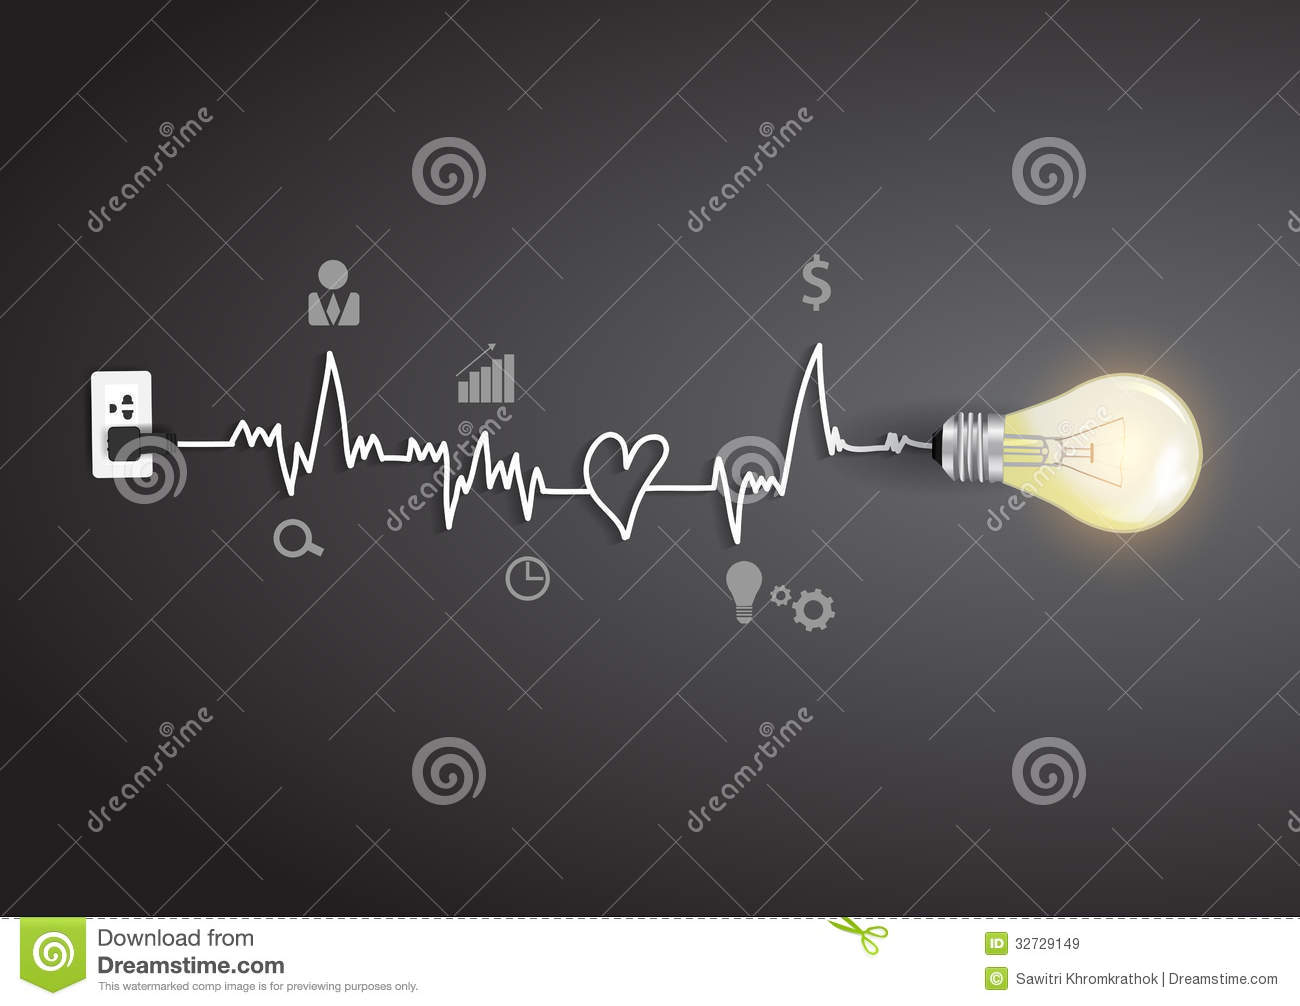 dreamstime
dreamstime
dreamstime
$
dreamstime
dreamstime
dreamstime
dreamstime
Download from
Dreamstime.com
This watermarked comp image is for previewing purposes only.
ID 32729149
© Sawitri Khromkrathok | Dreamstime.com